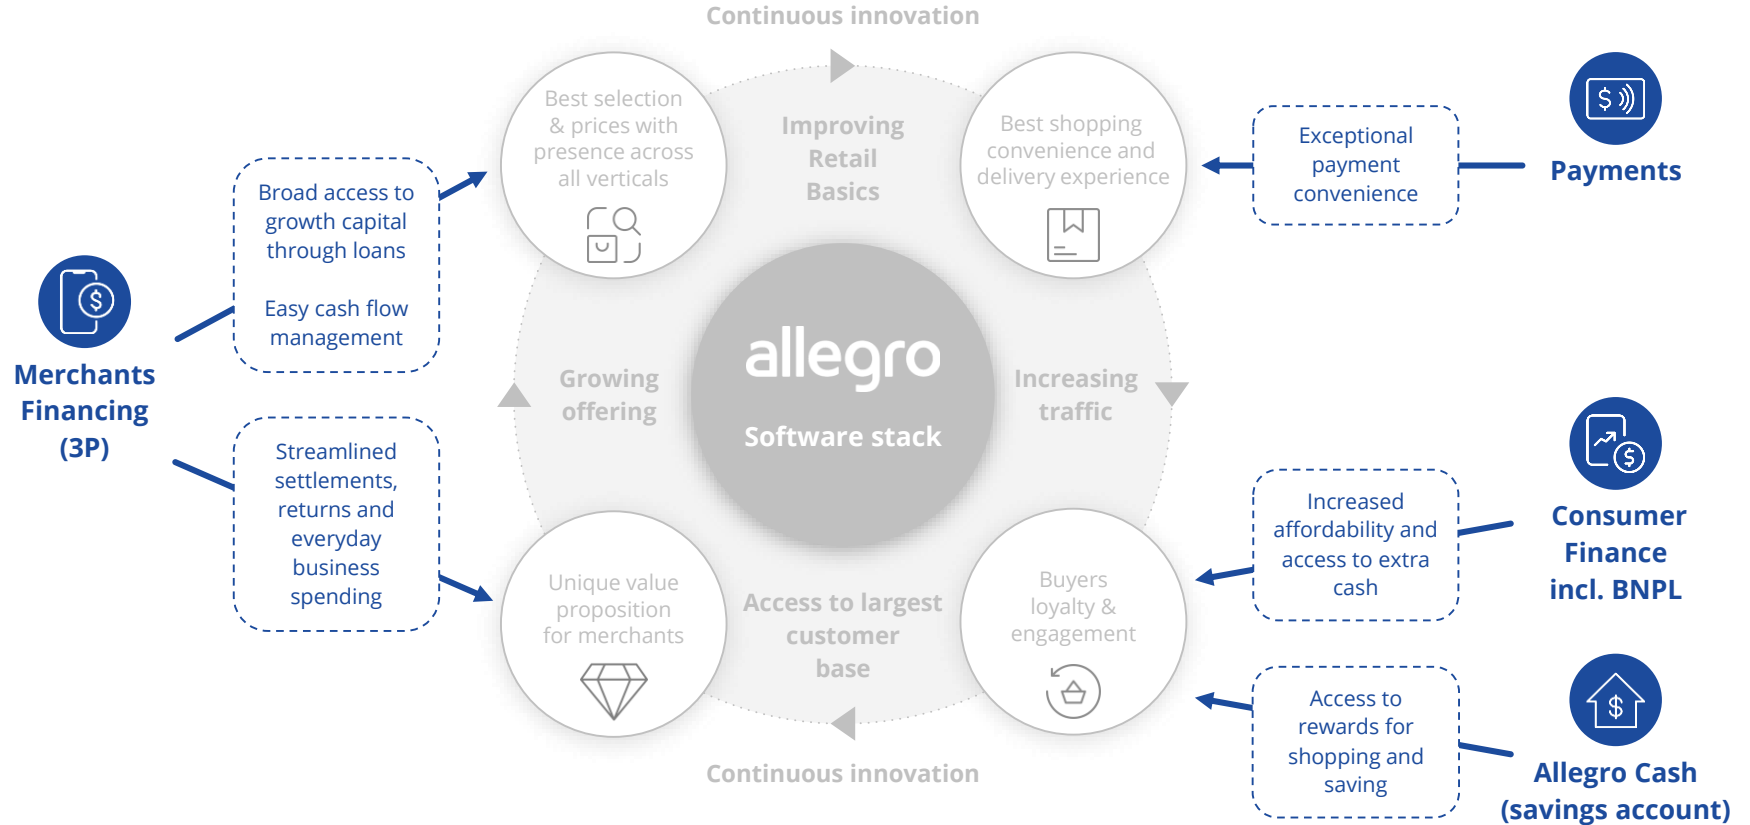 Continuous innovation
Best selection
& prices with
presence across
all verticals
Improving
Retail
Basics
Best shopping
convenience and
delivery experience
Exceptional
payment
convenience
$
Payments
Broad access to
growth capital
through loans
Easy cash flow
management
$
Merchants
Financing
(3P)
Growing
offering
allegro
Software stack
Increasing
traffic
Streamlined
settlements,
returns and
everyday
business
spending
Unique value
proposition
for merchants
Access to largest
customer
base
Buyers
loyalty &
engagement
Increased
affordability and
access to extra
cash
$
Consumer
Finance
incl. BNPL
Access to
rewards for
shopping and
saving
$
Allegro Cash
(savings account)
Continuous innovation